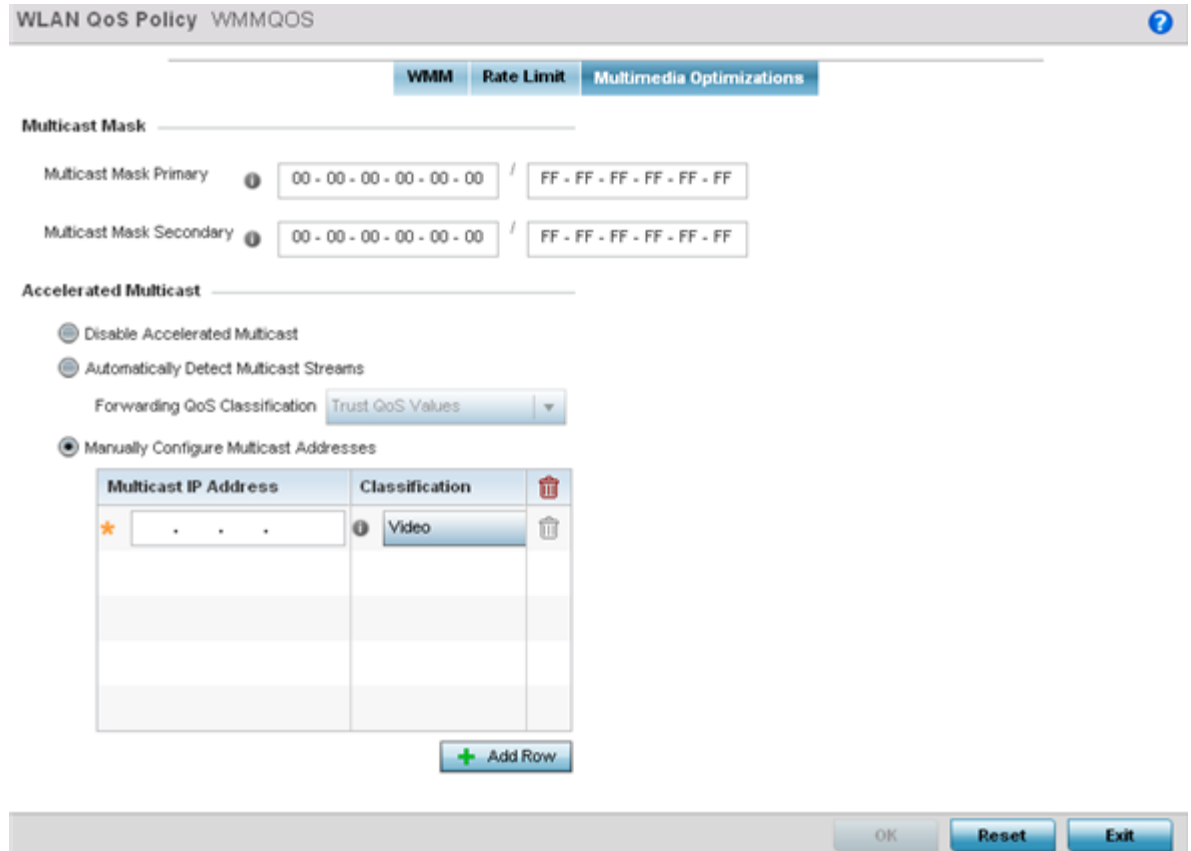 WLAN QoS Policy WMMQOS ?
WMM Rate Limit Multimedia Optimizations
Multicast Mask
Multicast Mask Primary i 00 - 00 - 00 - 00 - 00 - 00 / FF - FF - FF - FF - FF - FF
Multicast Mask Secondary i 00 - 00 - 00 - 00 - 00 - 00 / FF - FF - FF - FF - FF - FF
Accelerated Multicast
Disable Accelerated Multicast
Automatically Detect Multicast Streams
Forwarding QoS Classification Trust QoS Values
Manually Configure Multicast Addresses
Multicast IP Address Classification
* . . . i Video
+ Add Row
OK Reset Exit